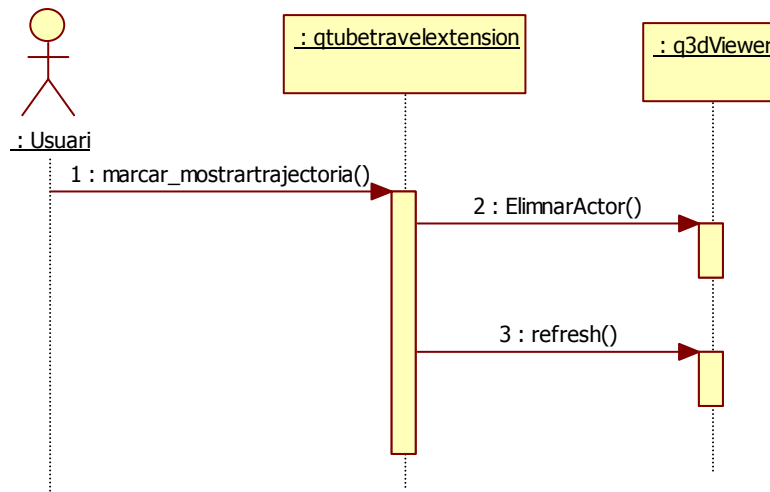 : qtubetravelextension
: q3dViewer
: Usuari
1 : marcar_mostrartrajectoria()
2 : ElimnarActor()
3 : refresh()